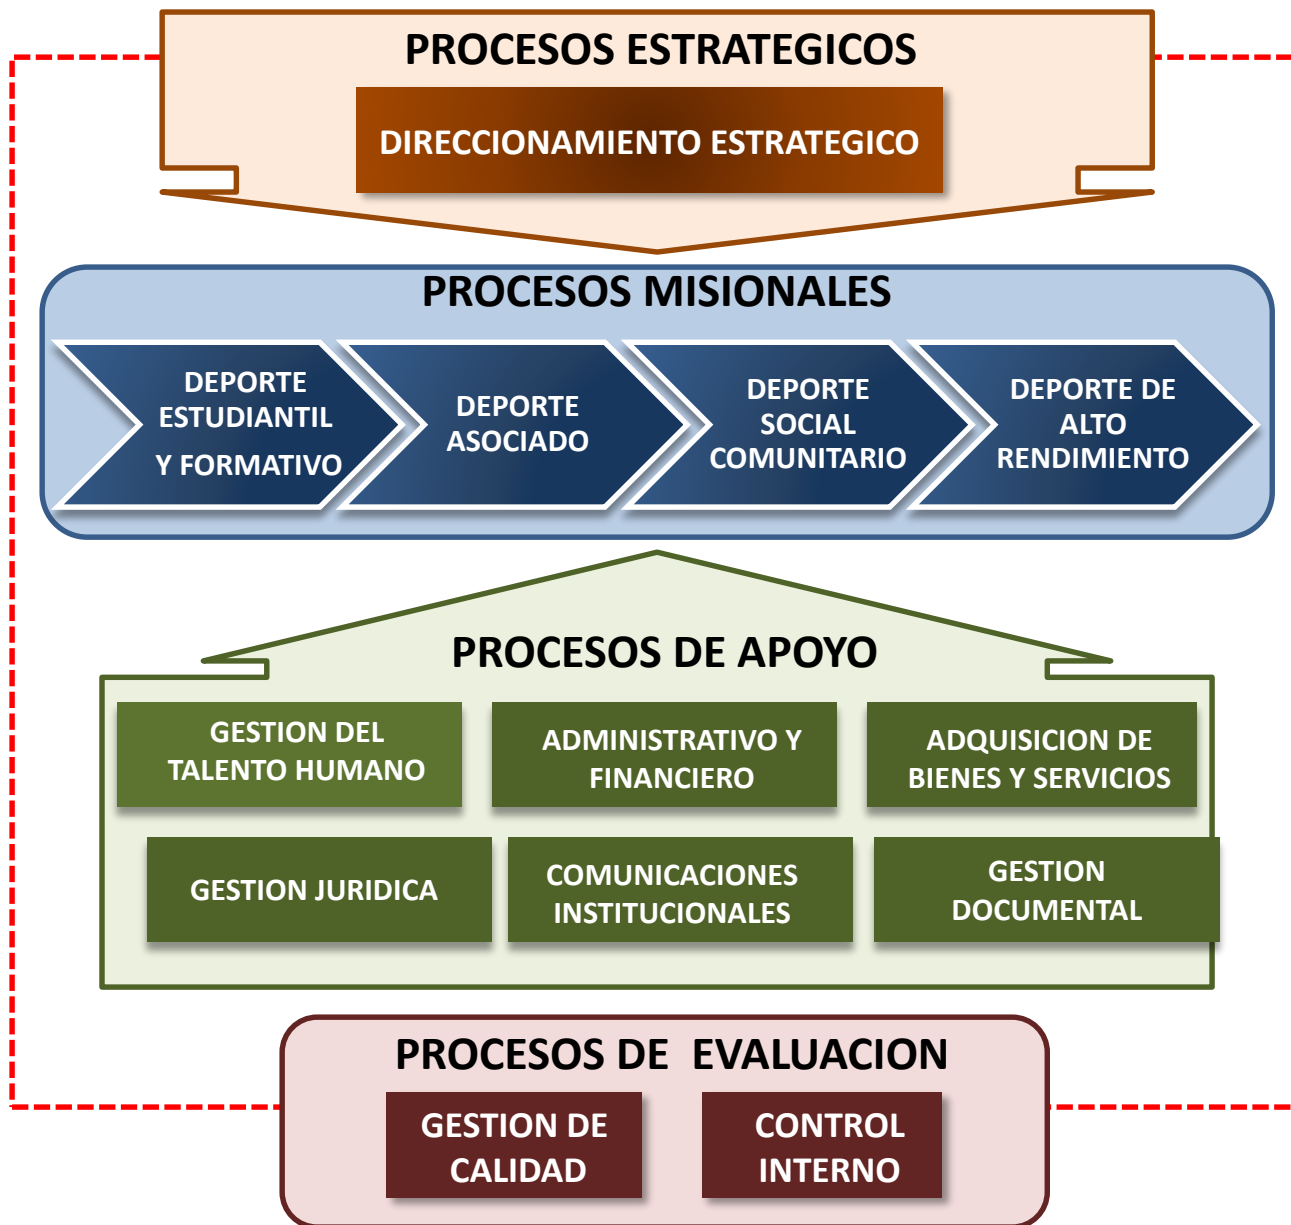 PROCESOS ESTRATEGICOS
DIRECCIONAMIENTO ESTRATEGICO
PROCESOS MISIONALES
DEPORTE
ESTUDIANTIL
Y FORMATIVO
DEPORTE
ASOCIADO
DEPORTE
SOCIAL
COMUNITARIO
DEPORTE DE
ALTO
RENDIMIENTO
PROCESOS DE APOYO
GESTION DEL
TALENTO HUMANO
ADMINISTRATIVO Y
FINANCIERO
ADQUISICION DE
BIENES Y SERVICIOS
GESTION JURIDICA
COMUNICACIONES
INSTITUCIONALES
GESTION
DOCUMENTAL
PROCESOS DE EVALUACION
GESTION DE
CALIDAD
CONTROL
INTERNO